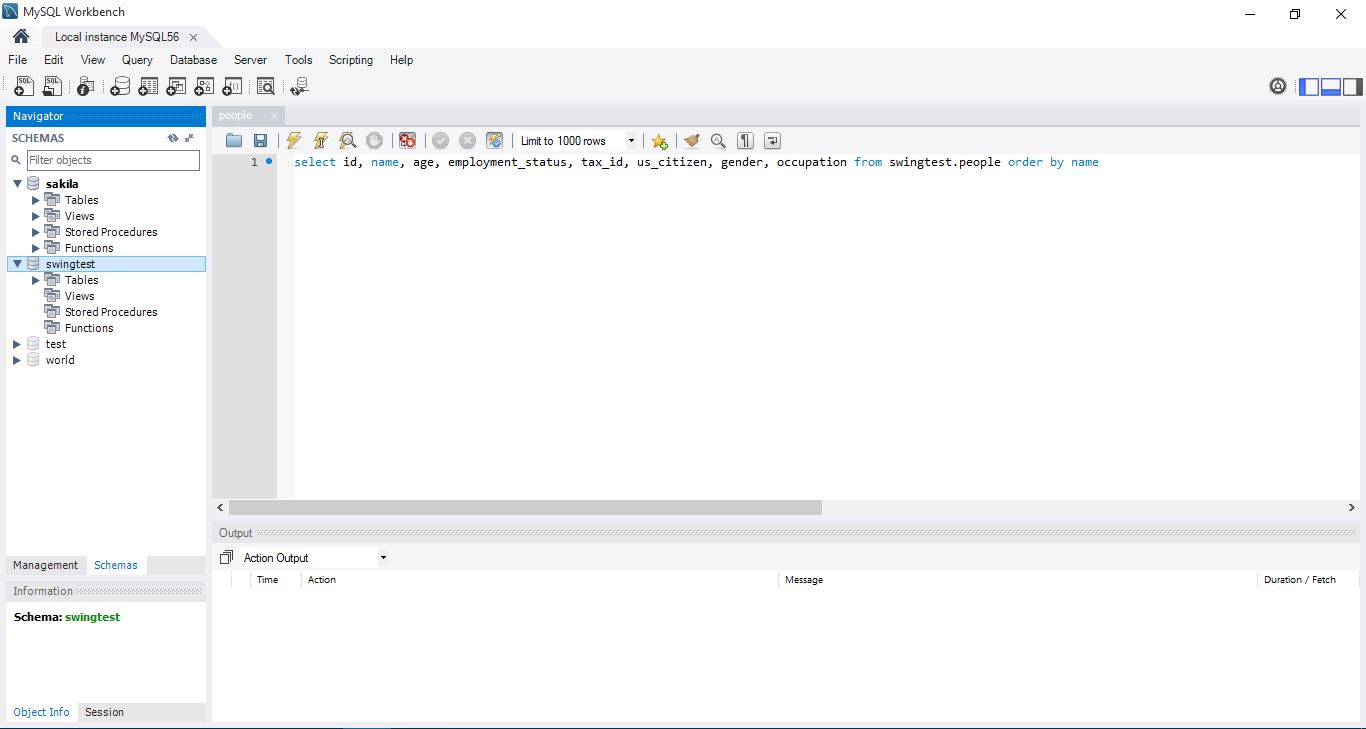 MySQL Workbench
Local instance MySQL56
File Edit View Query Database Server Tools Scripting Help
Navigator
SCHEMAS
Filter objects
sakila
Tables
Views
Stored Procedures
Functions
swingtest
Tables
Views
Stored Procedures
Functions
test
world
Management Schemas
Information
Schema: swingtest
Object Info Session
people
Limit to 1000 rows
1 select id, name, age, employment_status, tax_id, us_citizen, gender, occupation from swingtest.people order by name
Output
Action Output
Time Action Message Duration / Fetch